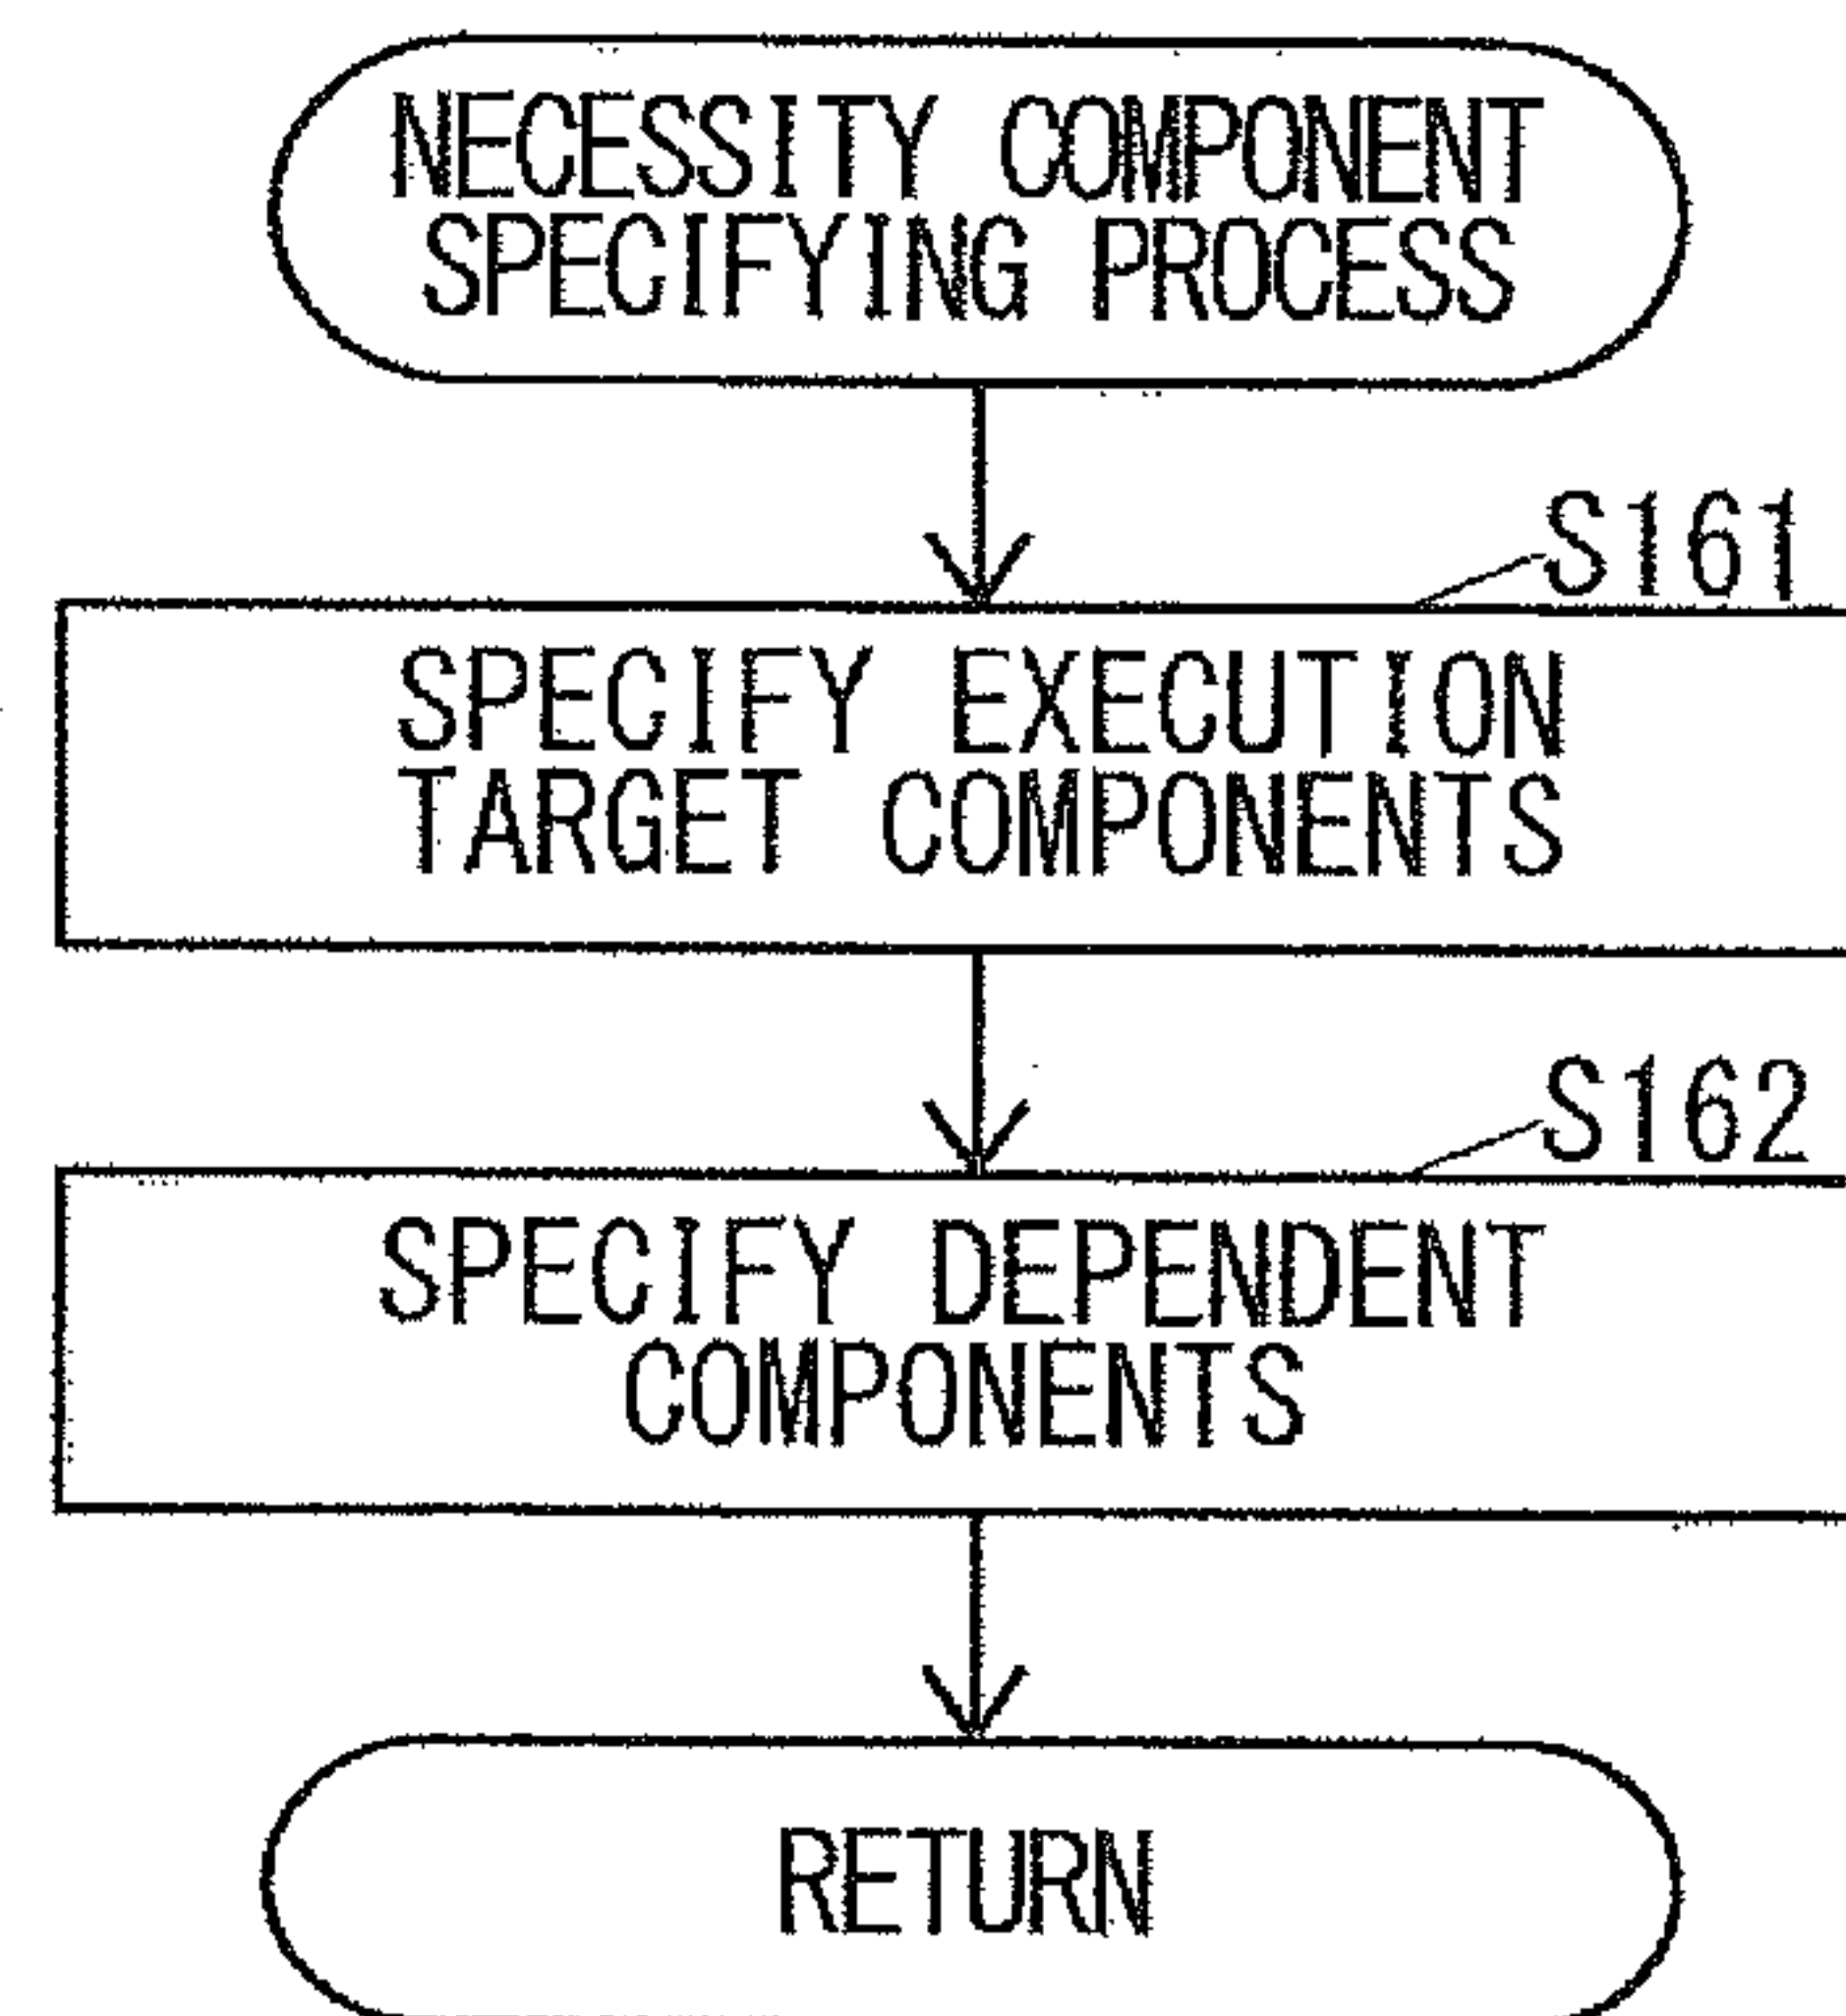 NECESSITY COMPONENT
SPECIFYING PROCESS
S161
SPECIFY EXECUTION
TARGET COMPONENTS
S162
SPECIFY DEPENDENT
COMPONENTS
RETURN